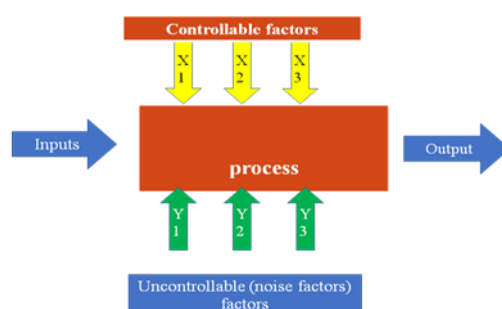 Controllable factors
X X X
1 2 3
Inputs
process
Output
Y Y Y
1 2 3
Uncontrollable (noise factors)
factors